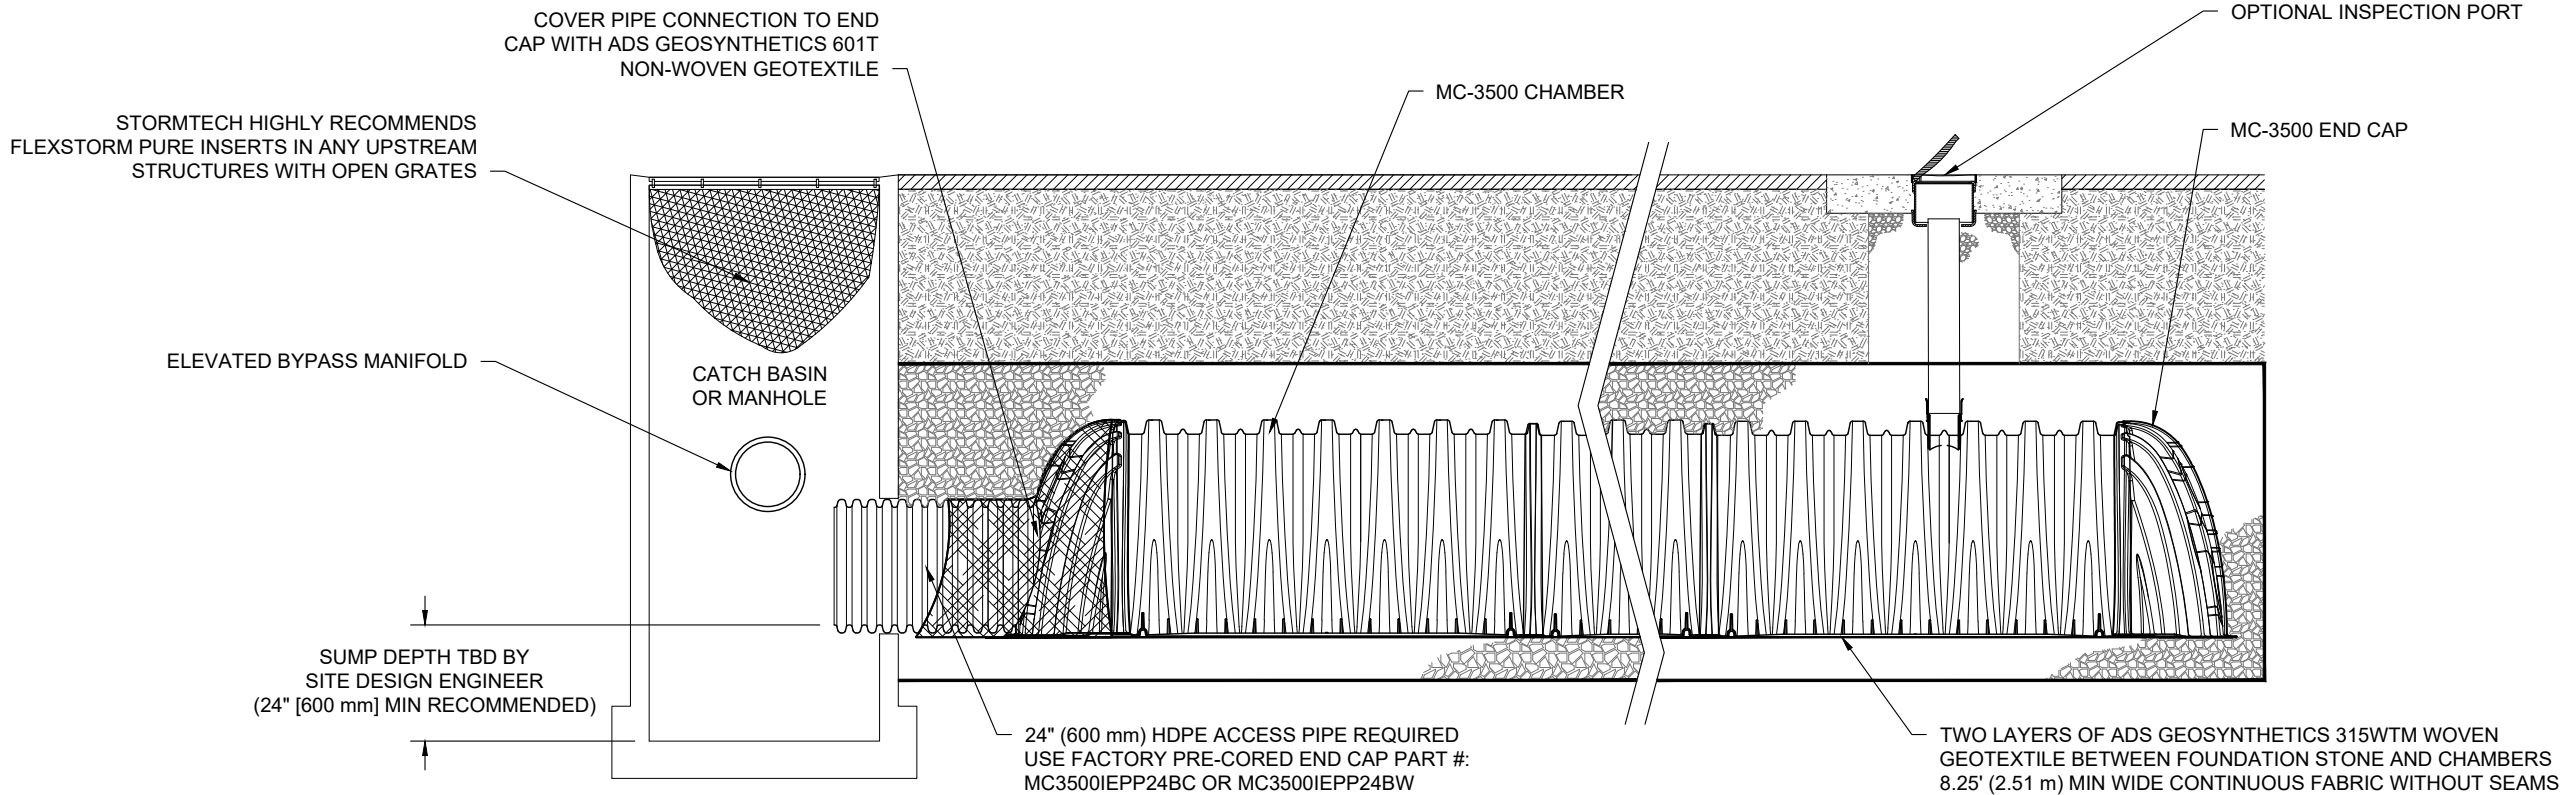 COVER PIPE CONNECTION TO END
CAP WITH ADS GEOSYNTHETICS 601T
NON-WOVEN GEOTEXTILE
OPTIONAL INSPECTION PORT
MC-3500 CHAMBER
MC-3500 END CAP
STORMTECH HIGHLY RECOMMENDS
FLEXSTORM PURE INSERTS IN ANY UPSTREAM
STRUCTURES WITH OPEN GRATES
ELEVATED BYPASS MANIFOLD
CATCH BASIN
OR MANHOLE
SUMP DEPTH TBD BY
SITE DESIGN ENGINEER
(24" [600 mm] MIN RECOMMENDED)
24" (600 mm) HDPE ACCESS PIPE REQUIRED
USE FACTORY PRE-CORED END CAP PART #:
MC3500IEPP24BC OR MC3500IEPP24BW
TWO LAYERS OF ADS GEOSYNTHETICS 315WTM WOVEN
GEOTEXTILE BETWEEN FOUNDATION STONE AND CHAMBERS
8.25' (2.51 m) MIN WIDE CONTINUOUS FABRIC WITHOUT SEAMS